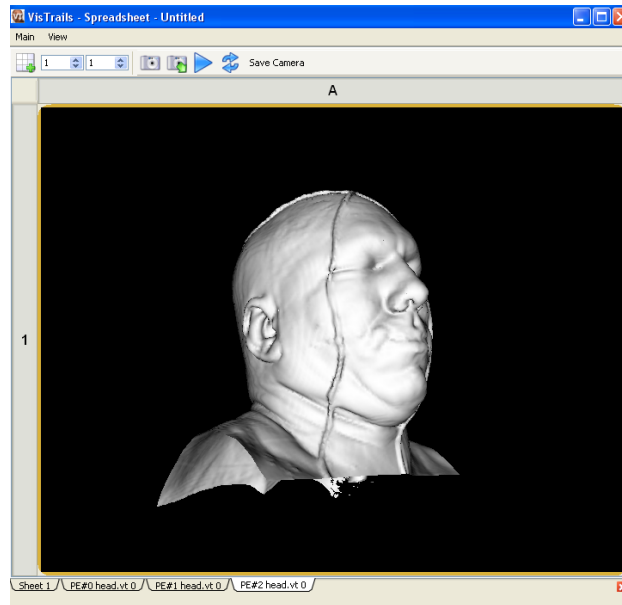 VisTrails - Spreadsheet - Untitled
Main View
1 1 Save Camera
A
1
Sheet 1 PE#0 head.vt 0 PE#1 head.vt 0 PE#2 head.vt 0